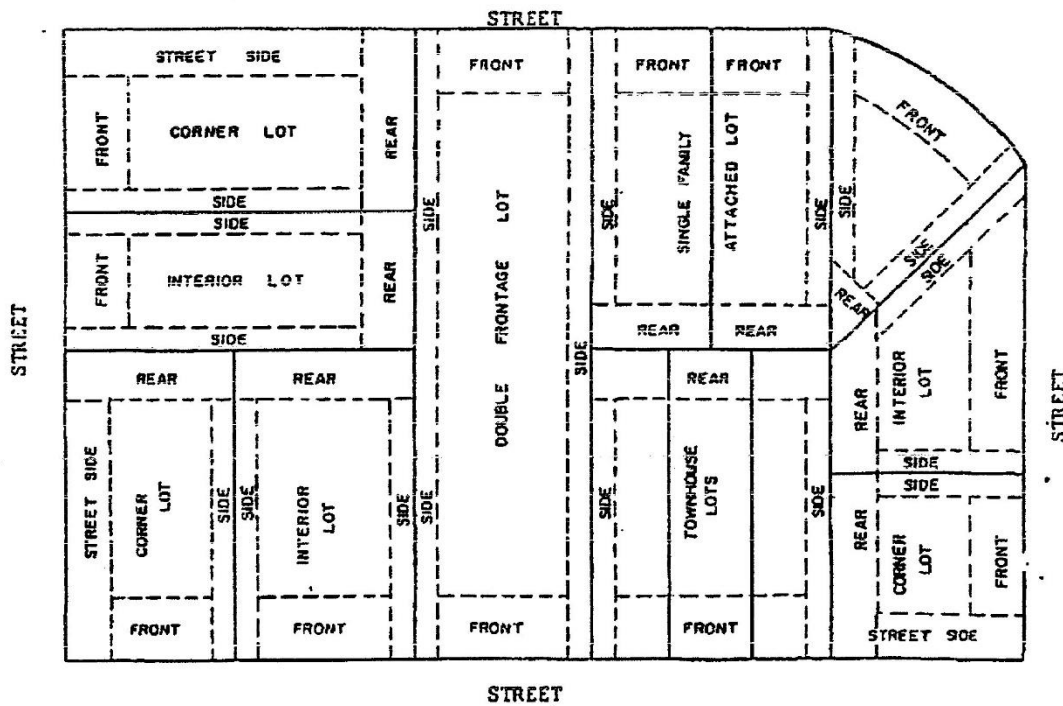 STREET
STREET SIDE
FRONT
CORNER LOT
REAR
SIDE
SIDE
FRONT
INTERIOR LOT
REAR
SIDE
STREET
REAR
REAR
STREET SIDE
CORNER LOT
SIDE
SIDE
INTERIOR
LOT
SIDE
FRONT
FRONT
SIDE
FRONT
DOUBLE FRONTAGE LOT
SIDE
FRONT
SIDE
FRONT
FRONT
SIDE
SINGLE FAMILY
ATTACHED LOT
SIDE
REAR
REAR
REAR
SIDE
TOWNHOUSE
LOTS
SIDE
FRONT
SIDE
FRONT
SIDE
REAR
SIDE
REAR
INTERIOR
LOT
FRONT
SIDE
SIDE
REAR
CORNER
LOT
FRONT
STREET SIDE
STREET
STREET